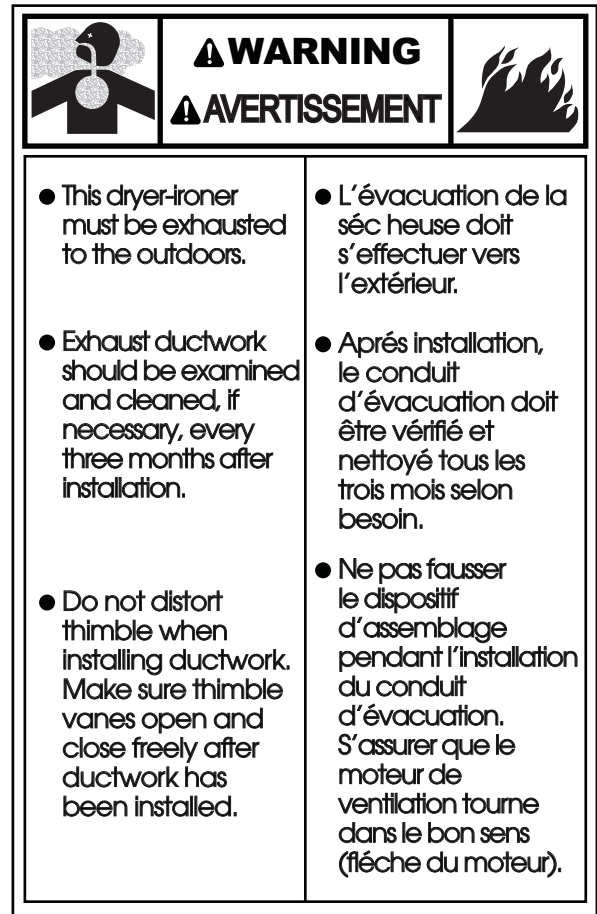 WARNING
AVERTISSEMENT
● This dryer-ironer
must be exhausted
to the outdoors.
● Exhaust ductwork
should be examined
and cleaned, if
necessary, every
three months after
installation.
● Do not distort
thimble when
installing ductwork.
Make sure thimble
vanes open and
close freely after
ductwork has
been installed.
● L'évacuation de la
séc heuse doit
s'effectuer vers
l'extérieur.
● Aprés installation,
le conduit
d'évacuation doit
être vérifié et
nettoyé tous les
trois mois selon
besoin.
● Ne pas fausser
le dispositif
d'assemblage
pendant l'installation
du conduit
d'évacuation.
S'assurer que le
moteur de
ventilation tourne
dans le bon sens
(fléche du moteur).